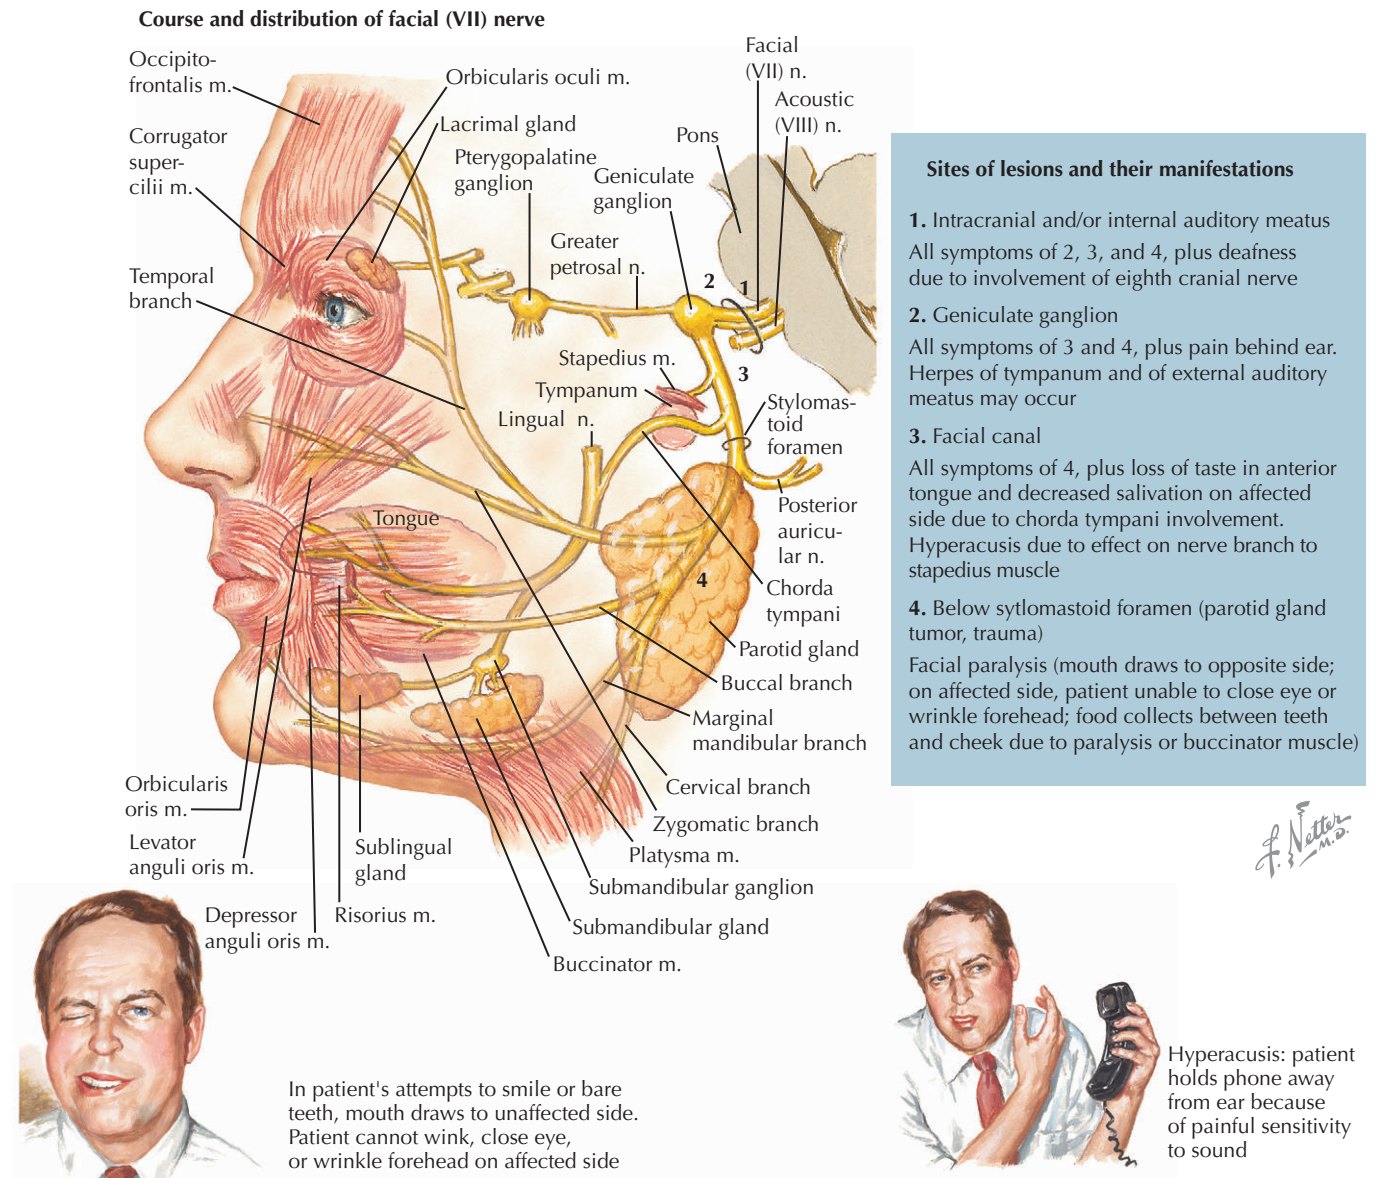 Course and distribution of facial (VII) nerve
Occipito-
frontalis m.
Orbicularis oculi m.
Facial
(VII) n.
Acoustic
(VIII) n.
Lacrimal gland
Corrugator
super-
cilii m.
Pons
Pterygopalatine
ganglion
Geniculate
ganglion
Greater
petrosal n.
Temporal
branch
2
1
Stapedius m.
3
Tympanum
Lingual n.
Stylomas-
toid
foramen
Tongue
Posterior
auricu-
lar n.
4
Chorda
tympani
Parotid gland
Buccal branch
Marginal
mandibular branch
Cervical branch
Zygomatic branch
Platysma m.
Submandibular ganglion
Submandibular gland
Buccinator m.
Orbicularis
oris m.
Levator
anguli oris m.
Sublingual
gland
Depressor
anguli oris m.
Risorius m.
Sites of lesions and their manifestations
1. Intracranial and/or internal auditory meatus
All symptoms of 2, 3, and 4, plus deafness
due to involvement of eighth cranial nerve
2. Geniculate ganglion
All symptoms of 3 and 4, plus pain behind ear.
Herpes of tympanum and of external auditory
meatus may occur
3. Facial canal
All symptoms of 4, plus loss of taste in anterior
tongue and decreased salivation on affected
side due to chorda tympani involvement.
Hyperacusis due to effect on nerve branch to
stapedius muscle
4. Below sytlomastoid foramen (parotid gland
tumor, trauma)
Facial paralysis (mouth draws to opposite side;
on affected side, patient unable to close eye or
wrinkle forehead; food collects between teeth
and cheek due to paralysis or buccinator muscle)
F. Netter
M.D.
In patient's attempts to smile or bare
teeth, mouth draws to unaffected side.
Patient cannot wink, close eye,
or wrinkle forehead on affected side
Hyperacusis: patient
holds phone away
from ear because
of painful sensitivity
to sound